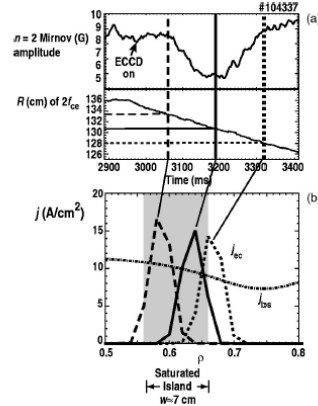 #104337
n = 2 Mirnov (G)
amplitude
10
9
8
7
6
5
ECCD
on
R (cm) of 2fce
136
134
132
130
128
126
2900 3000 3100 3200 3300 3400
Time (ms)
(a)
j (A/cm²)
20
15
10
5
0
(b)
jec
jbs
0.5 0.6 ρ 0.7 0.8
Saturated
Island
w≈7 cm